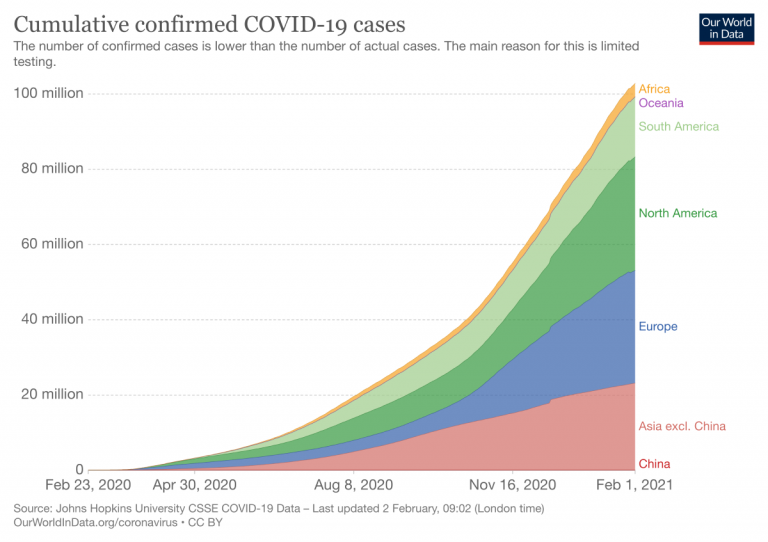 Cumulative confirmed COVID-19 cases
Our World
in Data
The number of confirmed cases is lower than the number of actual cases. The main reason for this is limited
testing.
100 million
80 million
60 million
40 million
20 million
0
Africa
Oceania
South America
North America
Europe
Asia excl. China
China
Feb 23, 2020
Apr 30, 2020
Aug 8, 2020
Nov 16, 2020
Feb 1, 2021
Source: Johns Hopkins University CSSE COVID-19 Data – Last updated 2 February, 09:02 (London time)
OurWorldInData.org/coronavirus • CC BY